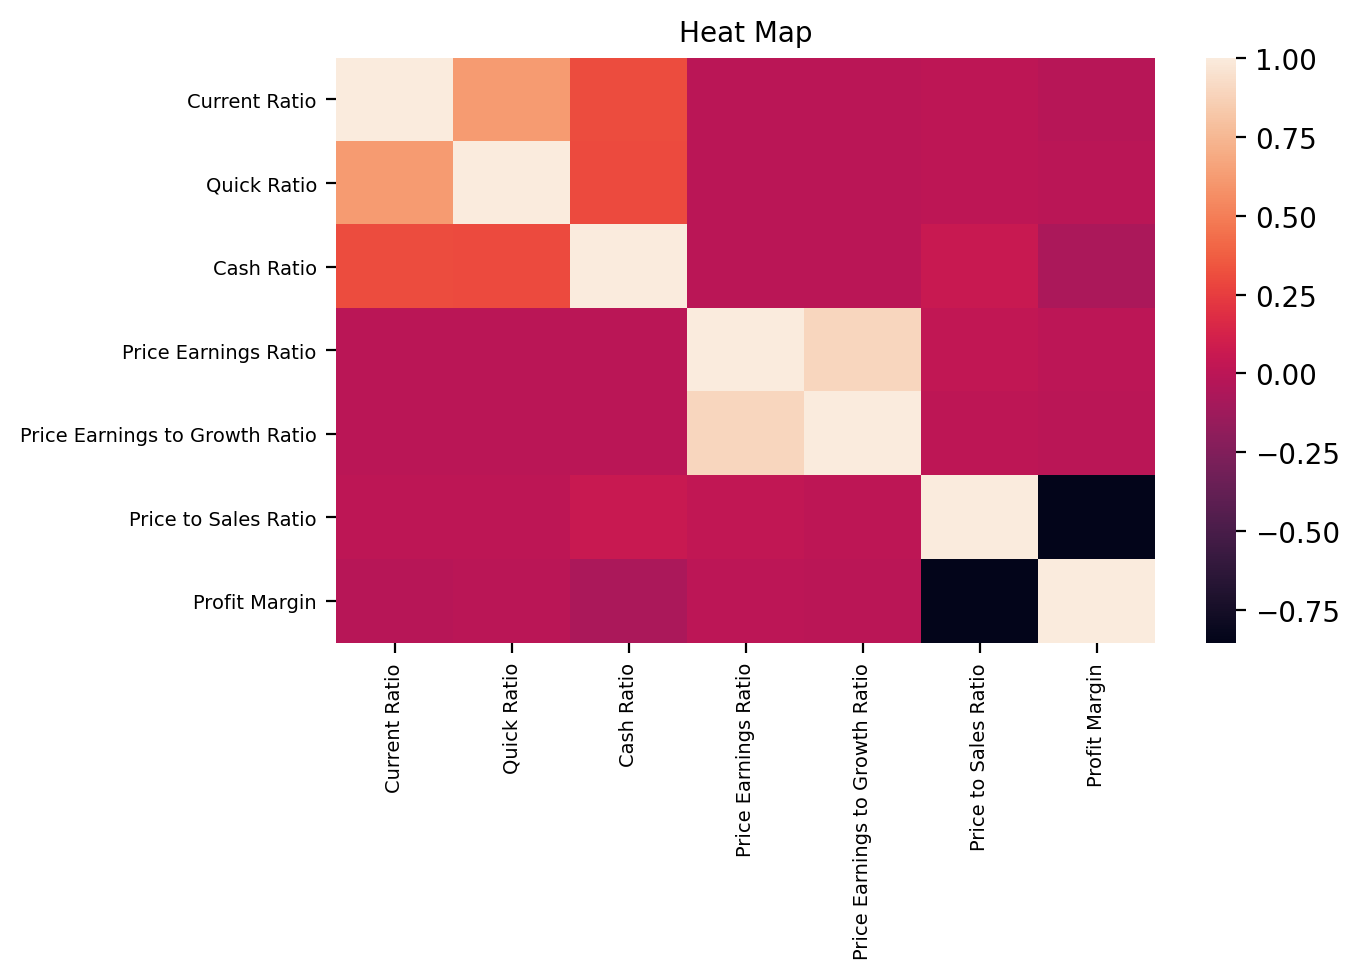 Heat Map
Current Ratio
Quick Ratio
Cash Ratio
Price Earnings Ratio
Price Earnings to Growth Ratio
Price to Sales Ratio
Profit Margin
Current Ratio
Quick Ratio
Cash Ratio
Price Earnings Ratio
Price Earnings to Growth Ratio
Price to Sales Ratio
Profit Margin
1.00
0.75
0.50
0.25
0.00
−0.25
−0.50
−0.75